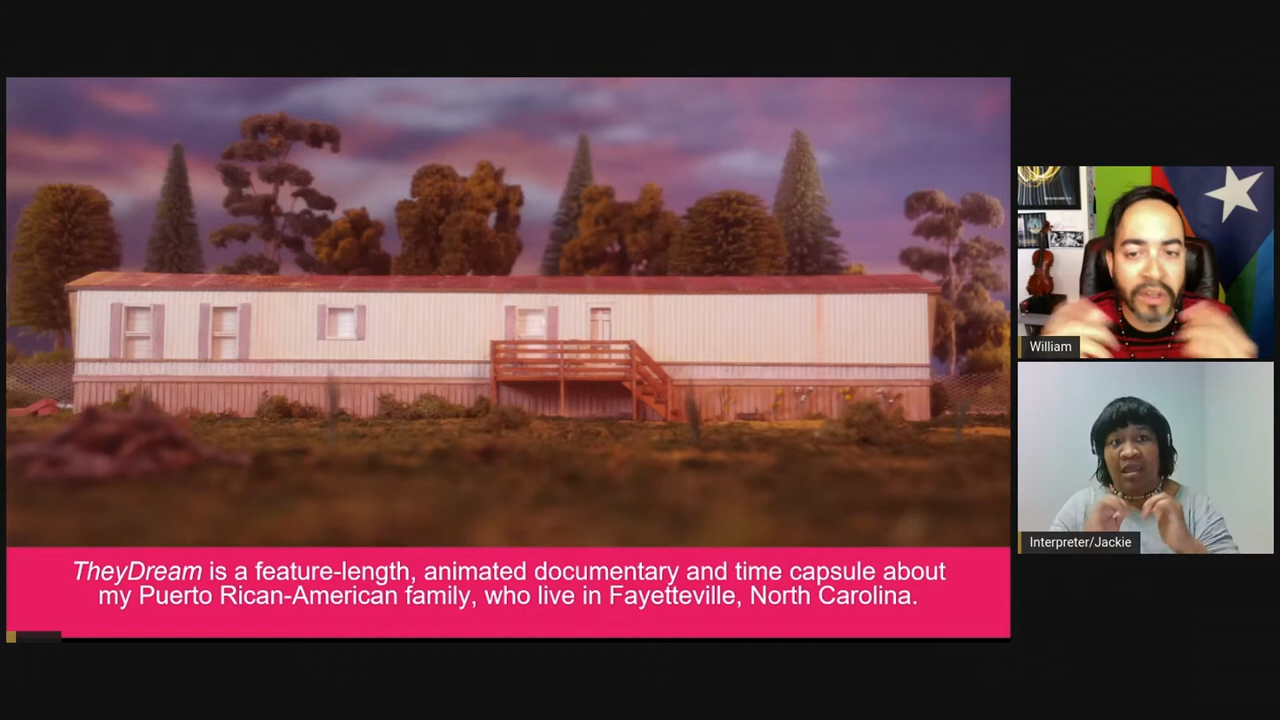 TheyDream is a feature-length, animated documentary and time capsule about
my Puerto Rican-American family, who live in Fayetteville, North Carolina.
William
Interpreter/Jackie